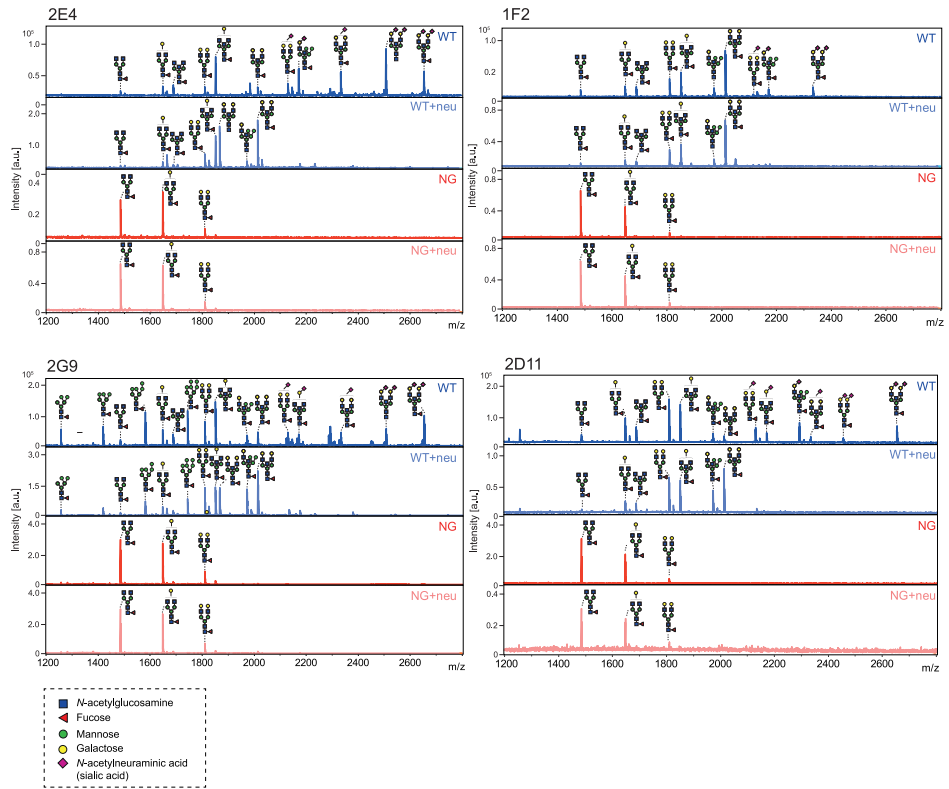 2E4
10⁵
WT
1.0
0.5
0
WT+neu
2.0
1.0
0
NG
0.4
0.2
0
NG+neu
0.8
0.4
Intensity [a.u.]
1200 1400 1600 1800 2000 2200 2400 2600
m/z
1F2
10⁵
WT
1.0
0.2
0
WT+neu
0.8
0.4
0
NG
0.8
0.4
0
NG+neu
0.8
0.4
0
Intensity [a.u.]
1200 1400 1600 1800 2000 2200 2400 2600
m/z
2G9
10⁵
WT
2.0
1.0
0
WT+neu
3.0
1.5
0
NG
4.0
2.0
0
NG+neu
4.0
2.0
0
Intensity [a.u.]
1200 1400 1600 1800 2000 2200 2400 2600
m/z
2D11
10⁵
WT
2.0
1.0
0
WT+neu
1.0
0.5
0
NG
4.0
2.0
0
NG+neu
0.4
0.2
0
Intensity [a.u.]
1200 1400 1600 1800 2000 2200 2400 2600
m/z
N-acetylglucosamine
Fucose
Mannose
Galactose
N-acetylneuraminic acid
(sialic acid)